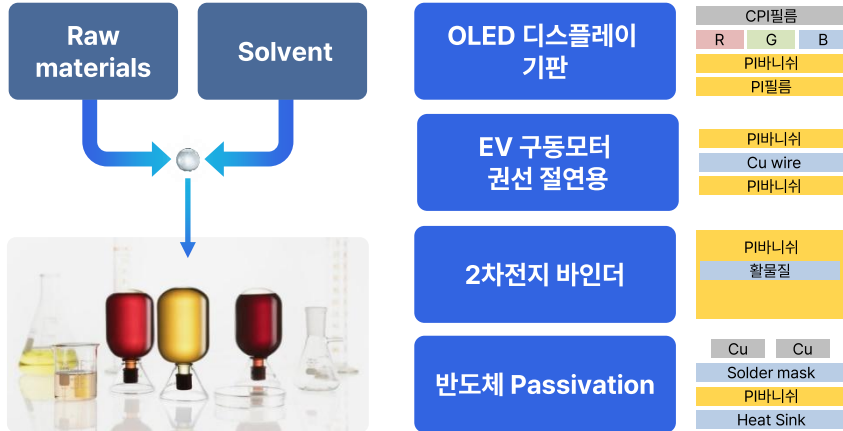 Raw
materials
Solvent
OLED 디스플레이
기판
CPI필름
R
G
B
PI바니쉬
PI필름
EV 구동모터
권선 절연용
PI바니쉬
Cu wire
PI바니쉬
2차전지 바인더
PI바니쉬
활물질
반도체 Passivation
Cu
Cu
Solder mask
PI바니쉬
Heat Sink